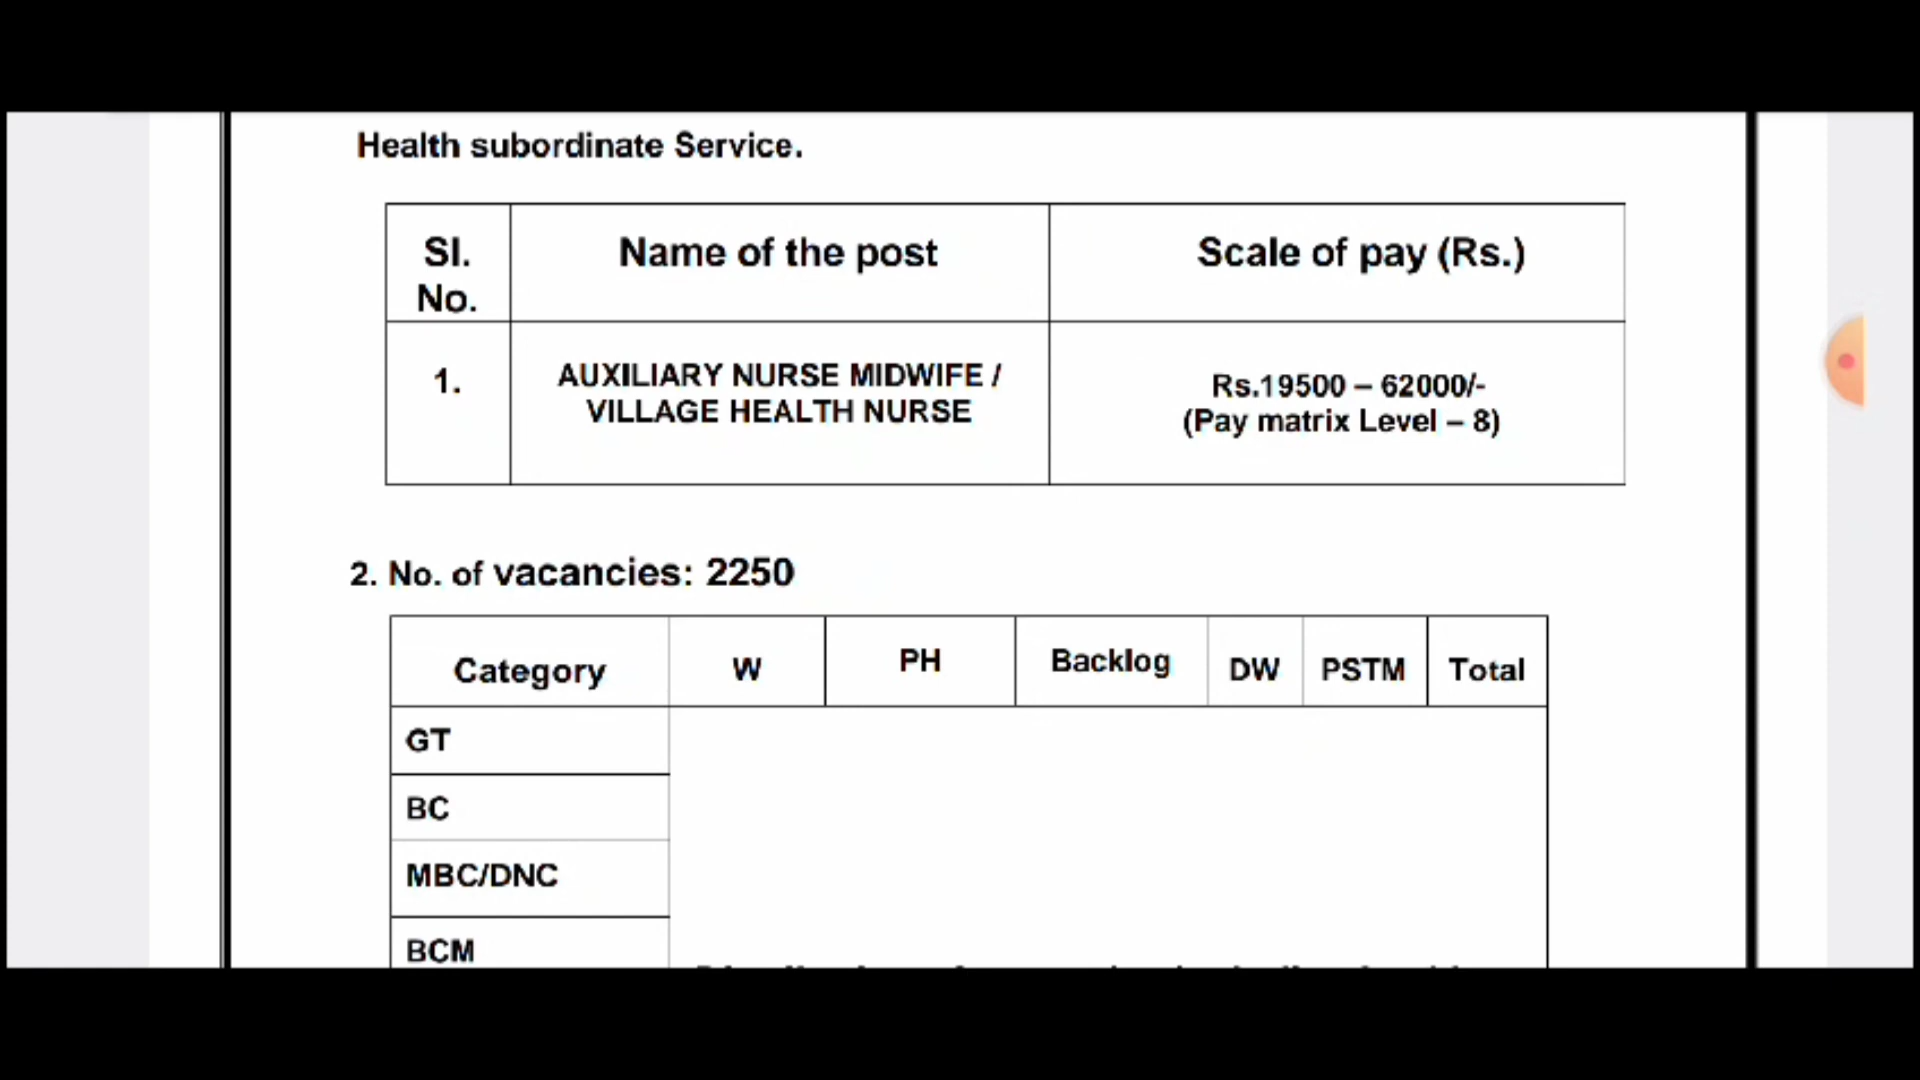 Health subordinate Service.
Sl. No.
Name of the post
Scale of pay (Rs.)
1.
AUXILIARY NURSE MIDWIFE /
VILLAGE HEALTH NURSE
Rs.19500 – 62000/-
(Pay matrix Level – 8)
2. No. of vacancies: 2250
Category
W
PH
Backlog
DW
PSTM
Total
GT
BC
MBC/DNC
BCM